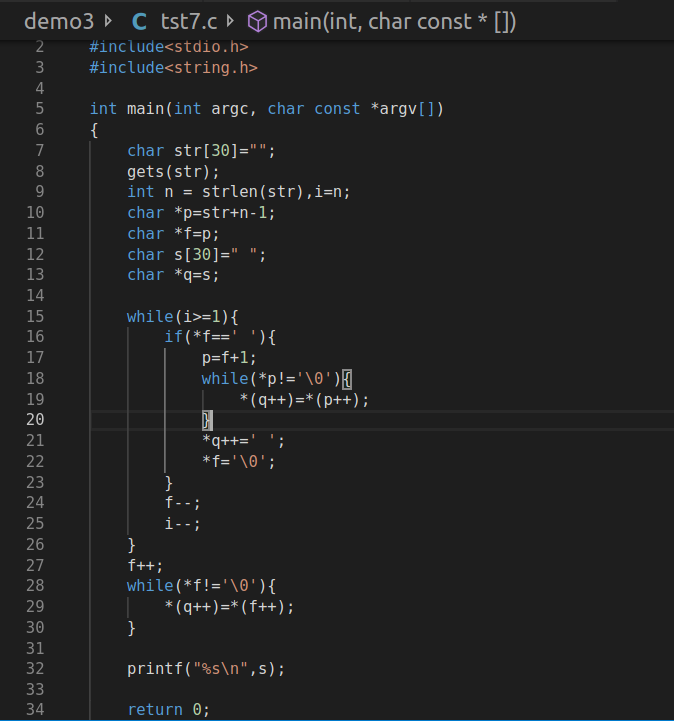 demo3 C tst7.c main(int, char const * [])
2 #include<stdio.h>
3 #include<string.h>
4
5 int main(int argc, char const *argv[])
6 {
7     char str[30]="";
8     gets(str);
9     int n = strlen(str),i=n;
10     char *p=str+n-1;
11     char *f=p;
12     char s[30]=" ";
13     char *q=s;
14
15     while(i>=1){
16         if(*f==' '){
17             p=f+1;
18             while(*p!='\0'){
19                 *(q++)=*(p++);
20             }
21             *q++=' ';
22             *f='\0';
23         }
24         f--;
25         i--;
26     }
27     f++;
28     while(*f!='\0'){
29         *(q++)=*(f++);
30     }
31
32     printf("%s\n",s);
33
34     return 0;